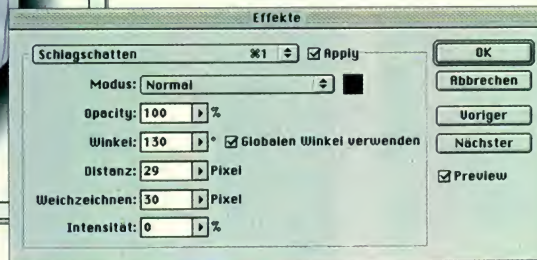 Effekte
Schlagschatten ⌘1 Apply
Modus: Normal
Opacity: 100 %
Winkel: 130 ° Globalen Winkel verwenden
Distanz: 29 Pixel
Weichzeichnen: 30 Pixel
Intensität: 0 %
OK
Abbrechen
Voriger
Nächster
Preview